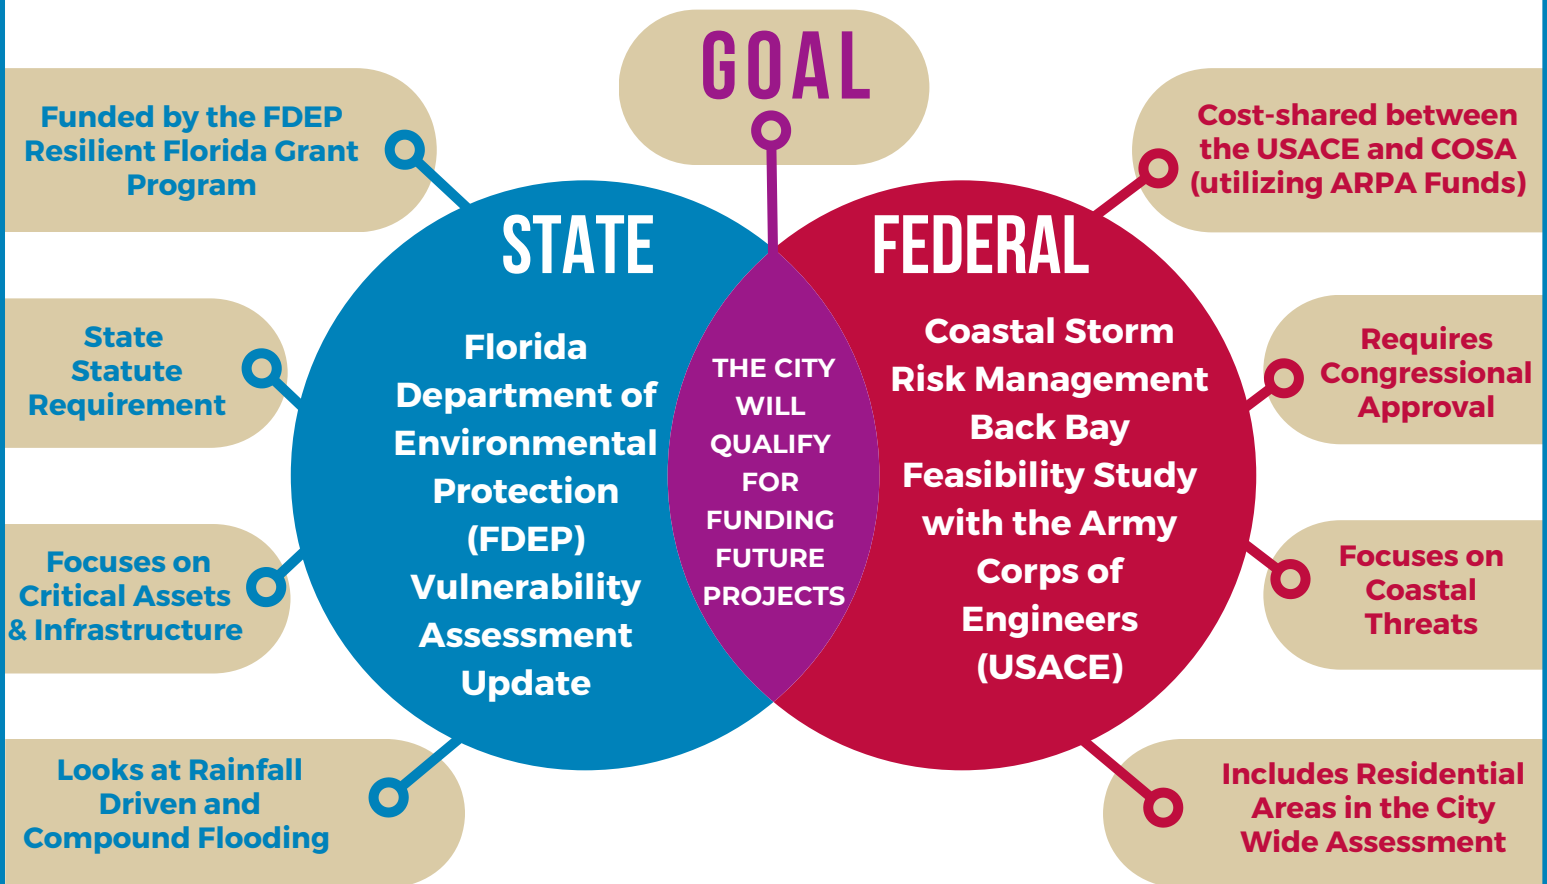 GOAL
Funded by the FDEP
Resilient Florida Grant
Program
State
Statute
Requirement
Focuses on
Critical Assets
& Infrastructure
Looks at Rainfall
Driven and
Compound Flooding
STATE
Florida
Department of
Environmental
Protection
(FDEP)
Vulnerability
Assessment
Update
THE CITY
WILL
QUALIFY
FOR
FUNDING
FUTURE
PROJECTS
FEDERAL
Coastal Storm
Risk Management
Back Bay
Feasibility Study
with the Army
Corps of
Engineers
(USACE)
Cost-shared between
the USACE and COSA
(utilizing ARPA Funds)
Requires
Congressional
Approval
Focuses on
Coastal
Threats
Includes Residential
Areas in the City
Wide Assessment